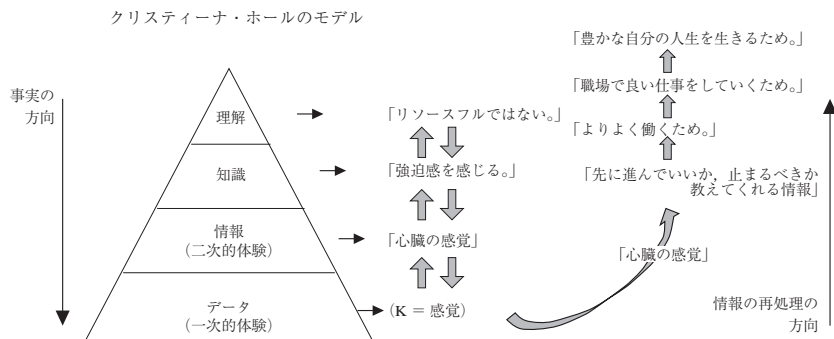 クリスティーナ・ホールのモデル
事実の
方向
理解
知識
情報
(二次的体験)
データ
(一次的体験)
「リソースフルではない。」
「強迫感を感じる。」
「心臓の感覚」
(K = 感覚)
「豊かな自分の人生を生きるため。」
「職場で良い仕事をしていくため。」
「よりよく働くため。」
「先に進んでいいか，止まるべきか
教えてくれる情報」
「心臓の感覚」
情報の再処理の
方向